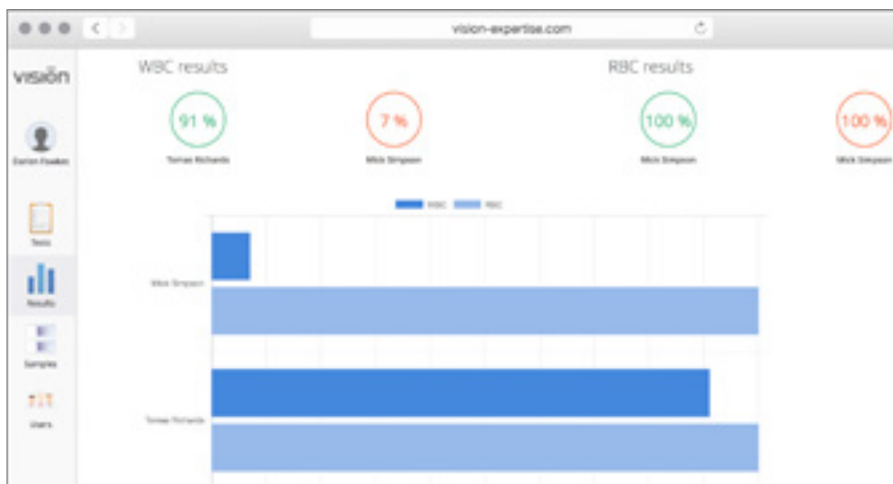 vision-expertise.com
vision
WBC results
RBC results
91 %
7 %
100 %
100 %
Tomas Richards
Mick Simpson
Mick Simpson
Mick Simpson
WBC
RBC
Tests
Results
Samples
Users
Mick Simpson
Tomas Richards